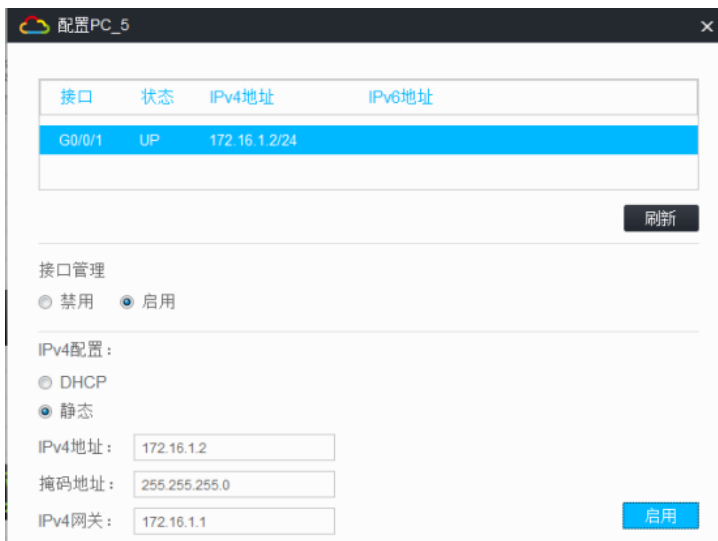 配置PC_5
接口 状态 IPv4地址 IPv6地址
G0/0/1 UP 172.16.1.2/24
刷新
接口管理
禁用 启用
IPv4配置：
DHCP
静态
IPv4地址： 172.16.1.2
掩码地址： 255.255.255.0
IPv4网关： 172.16.1.1
启用